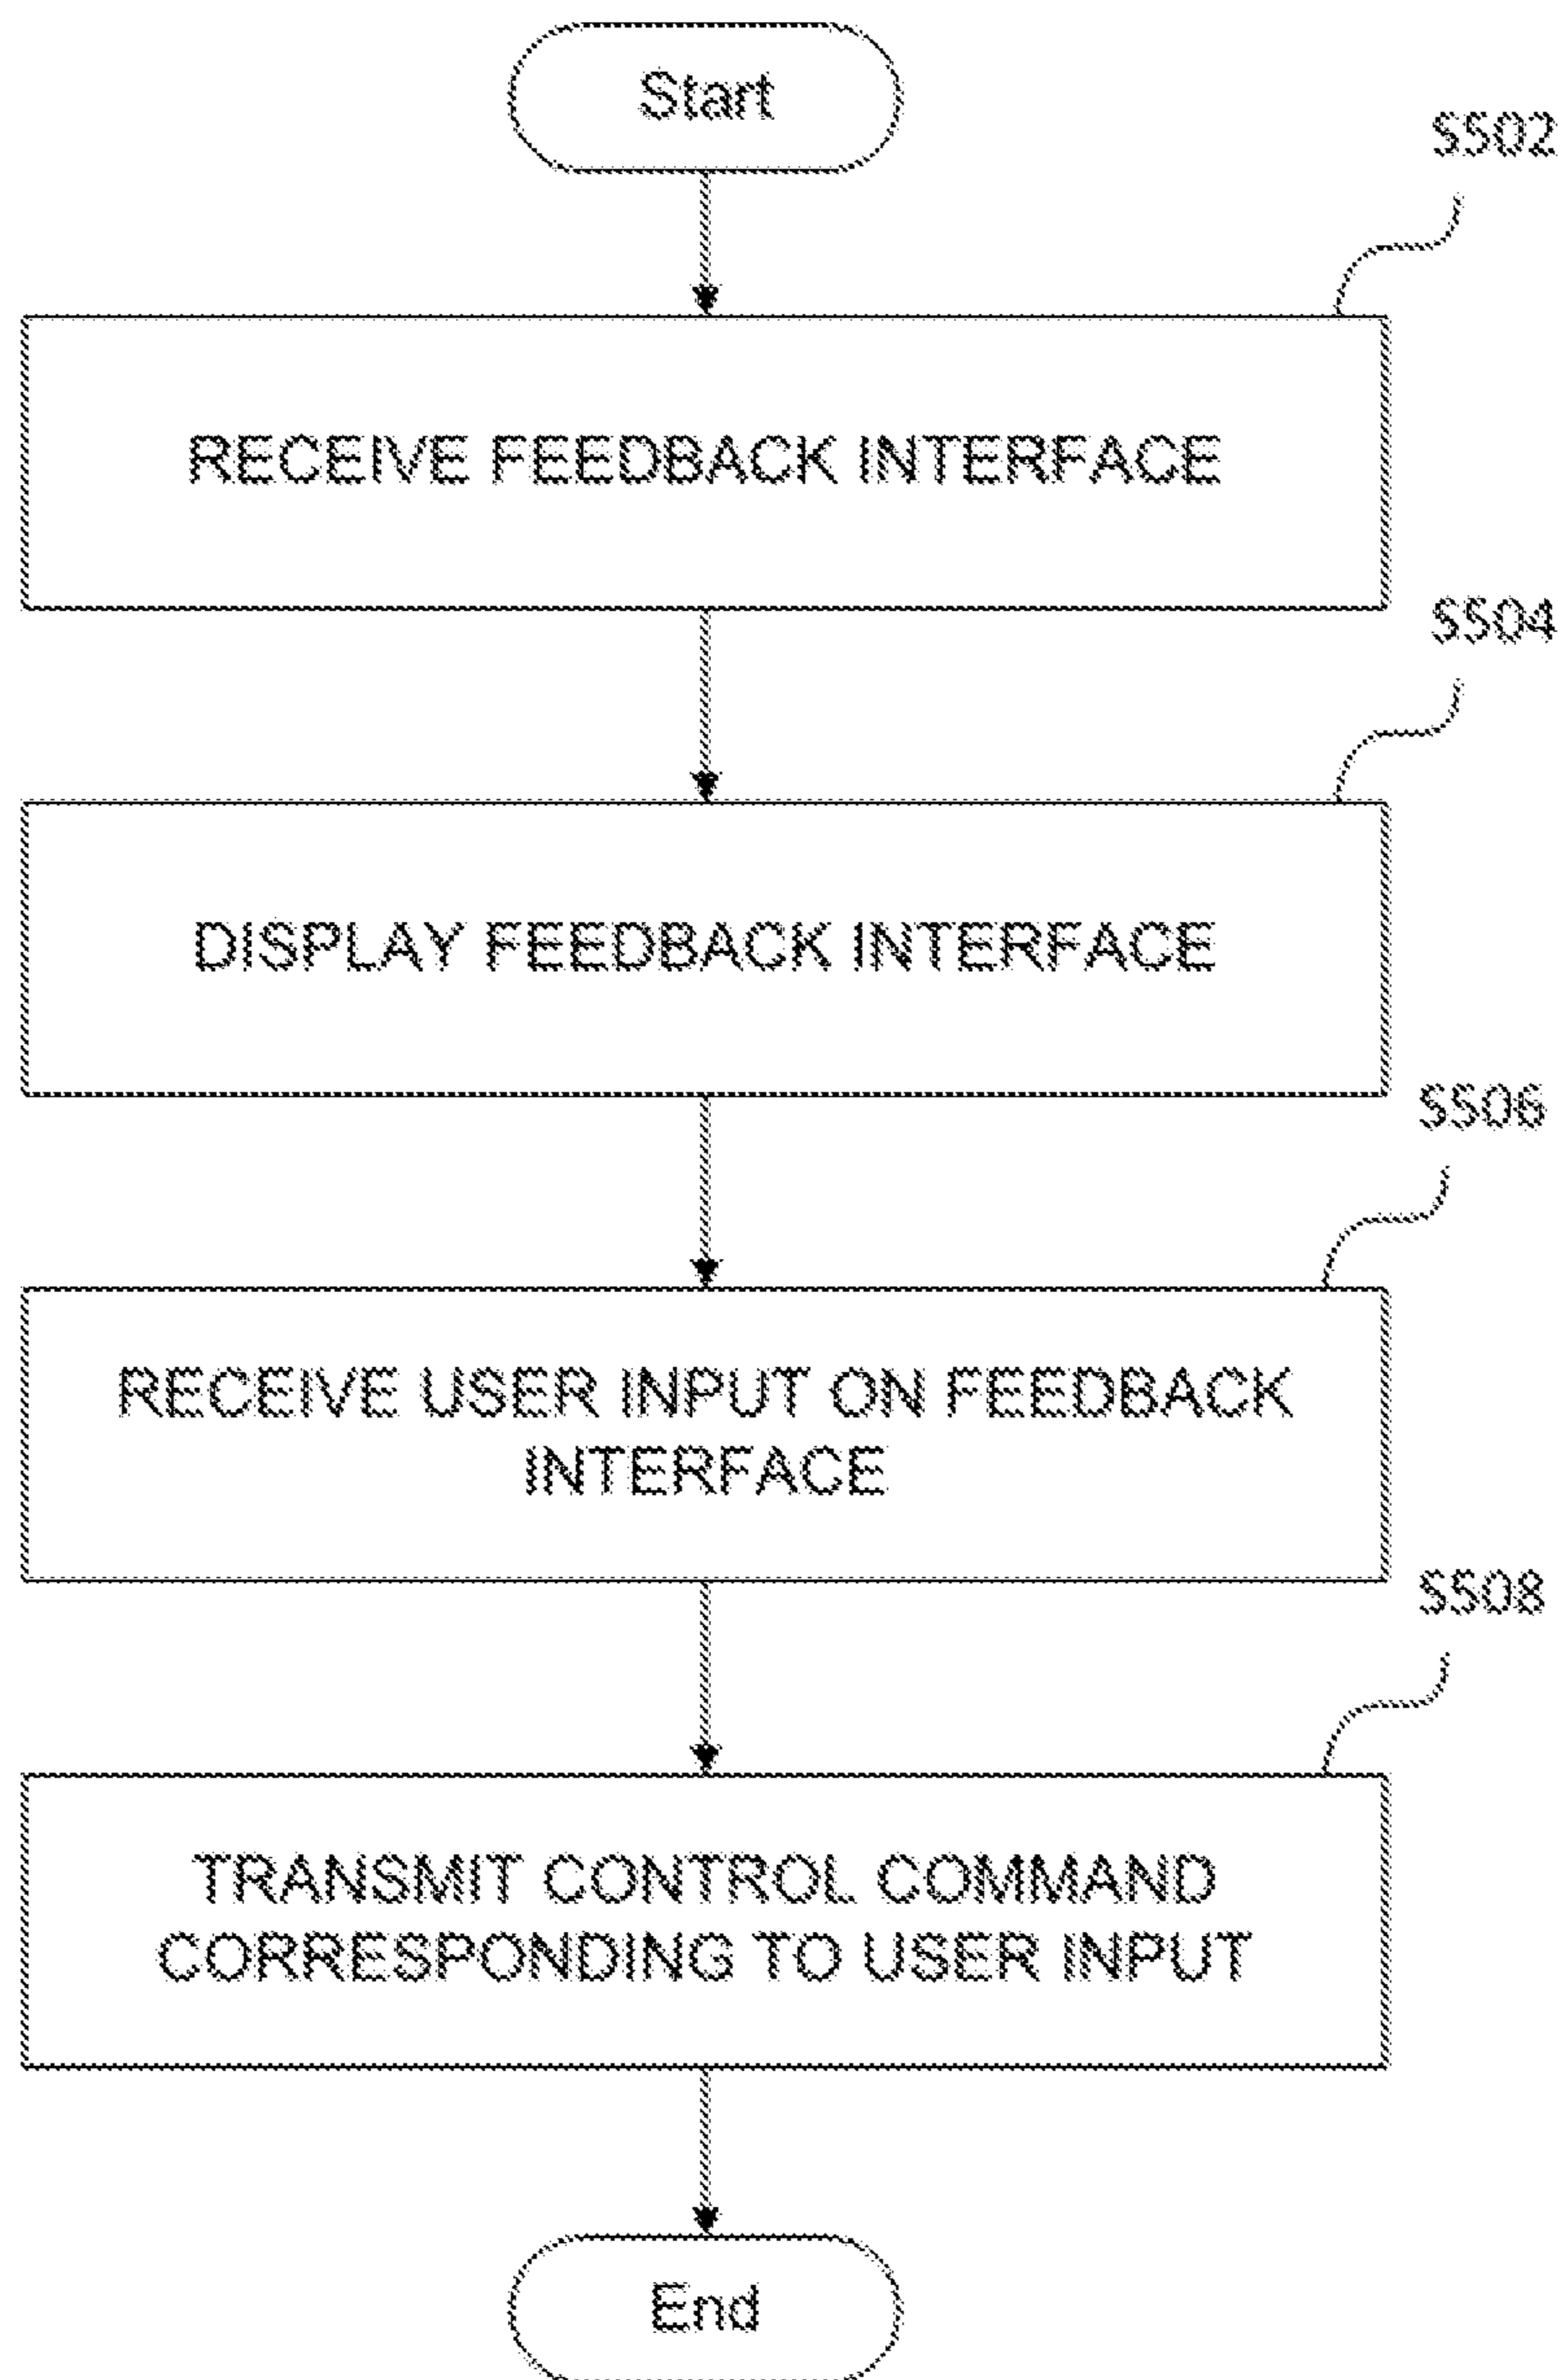 Start
S502
RECEIVE FEEDBACK INTERFACE
S504
DISPLAY FEEDBACK INTERFACE
S506
RECEIVE USER INPUT ON FEEDBACK
INTERFACE
S508
TRANSMIT CONTROL COMMAND
CORRESPONDING TO USER INPUT
End